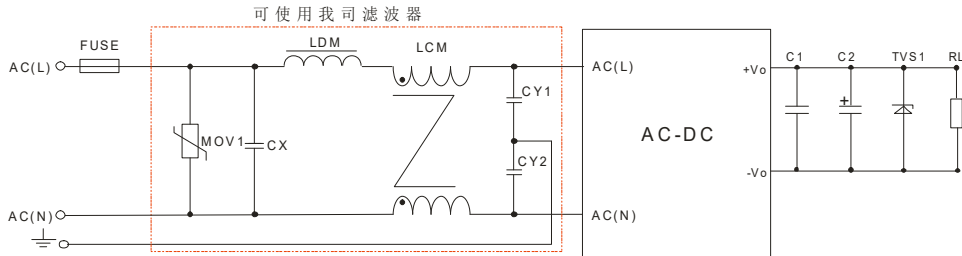 可使用我司滤波器
FUSE
LDM
LCM
AC(L)
AC(L)
MOV1
CX
CY1
CY2
AC(N)
AC(N)
AC-DC
+Vo
-Vo
C1
C2
TVS1
RL
+